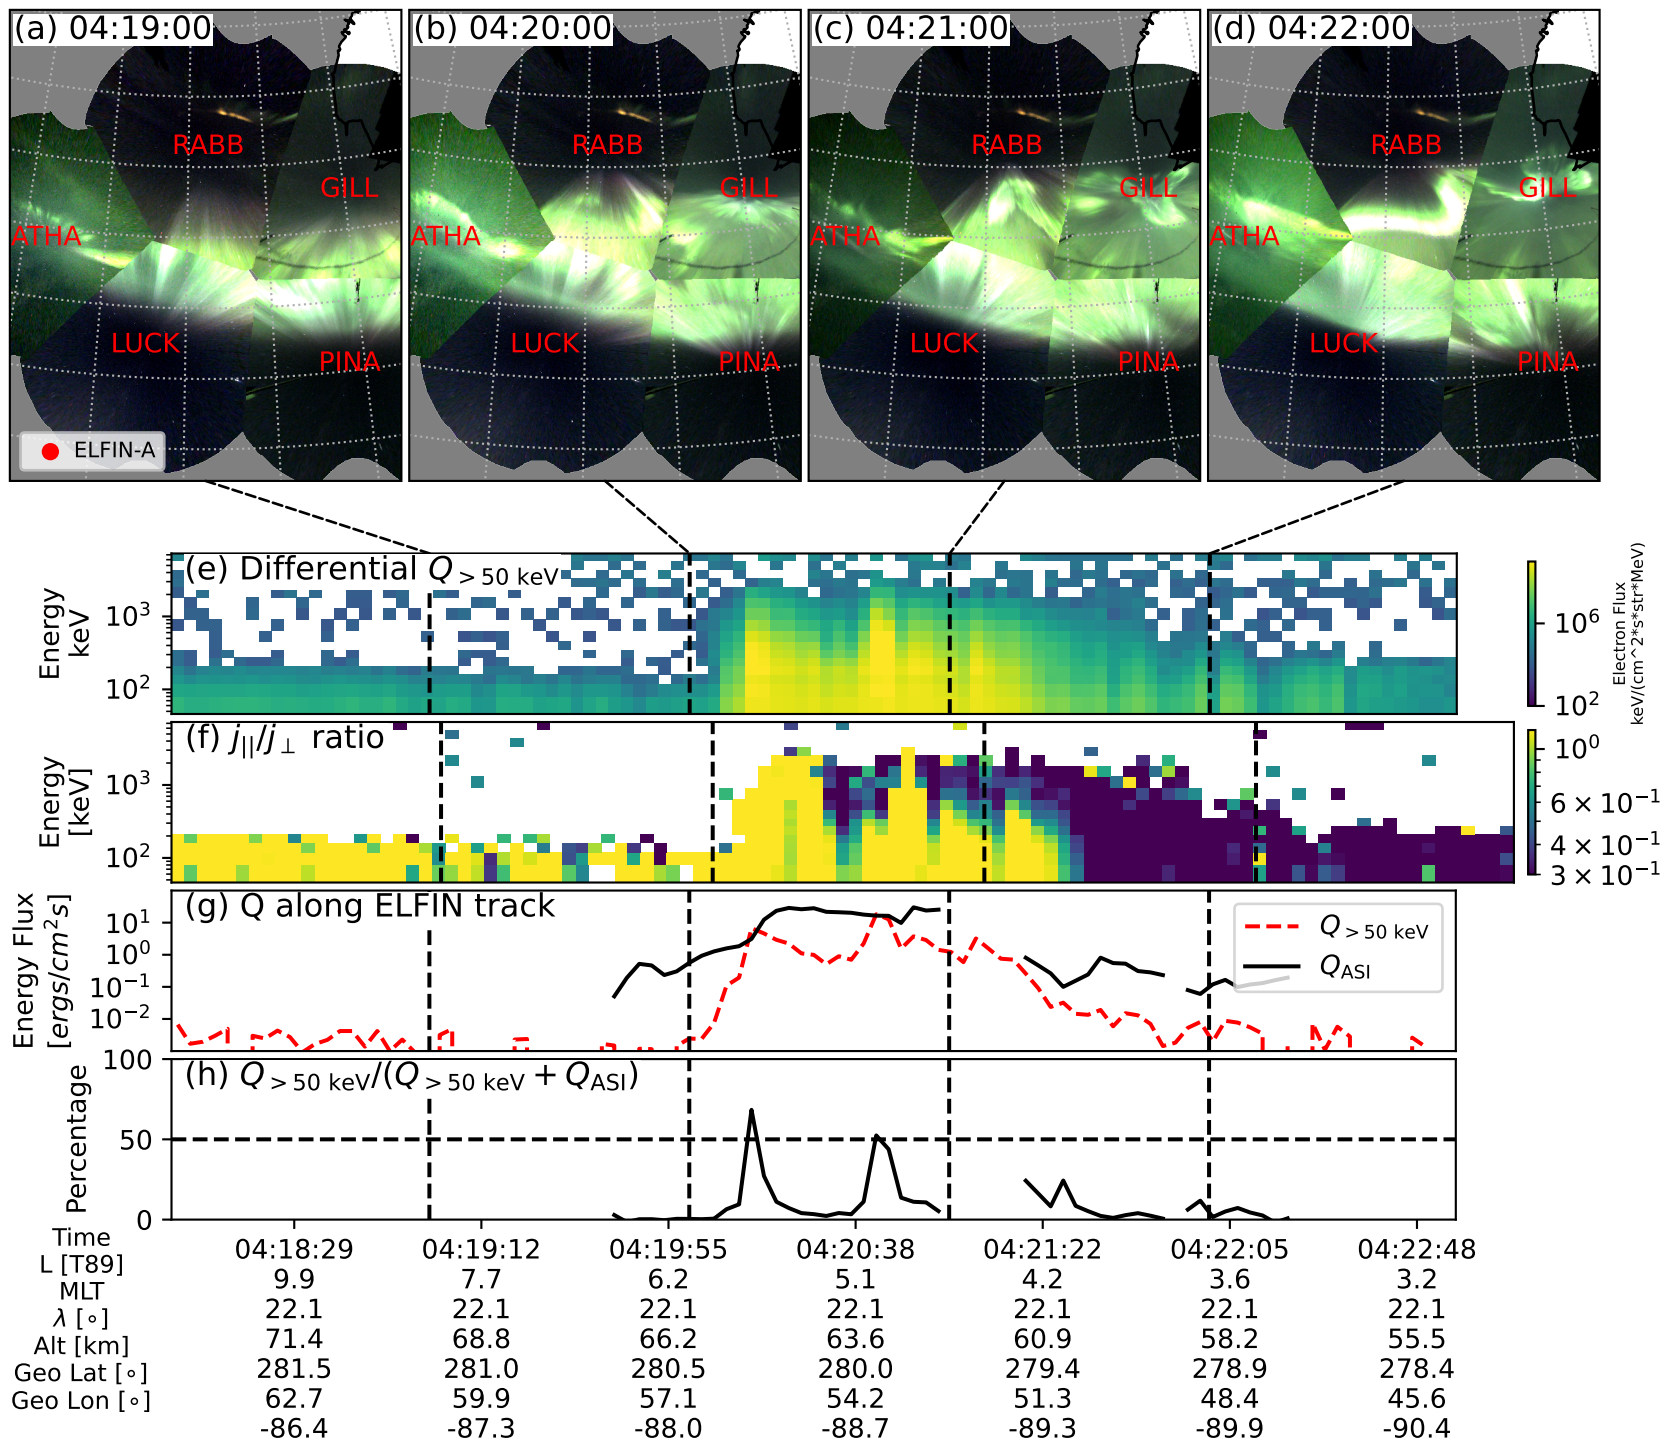 (a) 04:19:00
(b) 04:20:00
(c) 04:21:00
(d) 04:22:00
RABB
RABB
RABB
RABB
GILL
GILL
GILL
GILL
ATHA
ATHA
ATHA
ATHA
LUCK
LUCK
LUCK
LUCK
PINA
PINA
PINA
PINA
ELFIN-A
(e) Differential Q > 50 keV
Energy
keV
10³
10²
10⁶
10²
Electron Flux
keV/(cm^2*s*str*MeV)
(f) j||/j⊥ ratio
Energy
[keV]
10³
10²
10⁰
6 × 10⁻¹
4 × 10⁻¹
3 × 10⁻¹
(g) Q along ELFIN track
Energy Flux
[ergs/cm²s]
10¹
10⁰
10⁻¹
10⁻²
Q > 50 keV
Q ASI
(h) Q > 50 keV/(Q > 50 keV + Q ASI)
Percentage
100
50
0
Time
L [T89]
MLT
λ [∘]
Alt [km]
Geo Lat [∘]
Geo Lon [∘]
04:18:29 04:19:12 04:19:55 04:20:38 04:21:22 04:22:05 04:22:48
9.9 7.7 6.2 5.1 4.2 3.6 3.2
22.1 22.1 22.1 22.1 22.1 22.1 22.1
71.4 68.8 66.2 63.6 60.9 58.2 55.5
281.5 281.0 280.5 280.0 279.4 278.9 278.4
62.7 59.9 57.1 54.2 51.3 48.4 45.6
-86.4 -87.3 -88.0 -88.7 -89.3 -89.9 -90.4